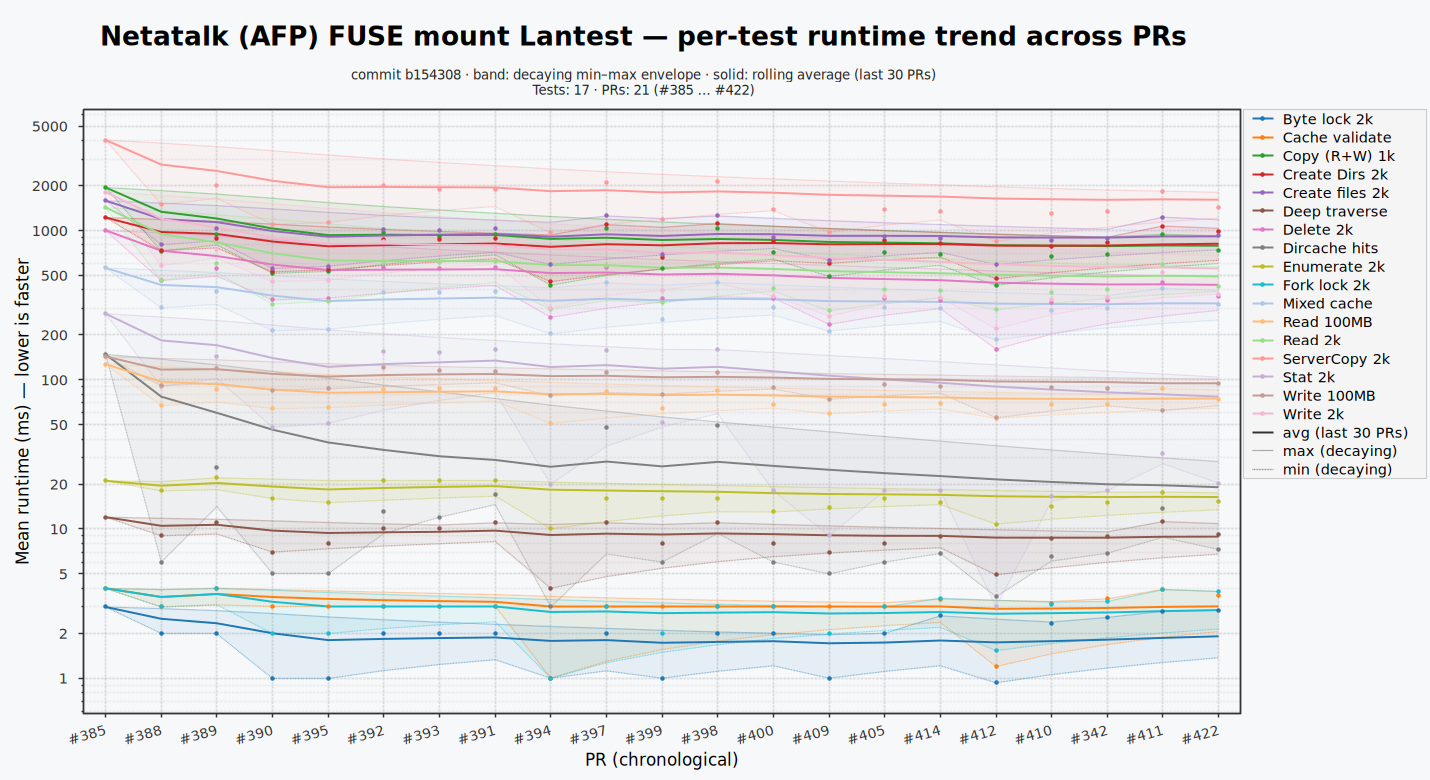 Netatalk (AFP) FUSE mount Lantest — per-test runtime trend across PRs
commit b154308 · band: decaying min–max envelope · solid: rolling average (last 30 PRs)
Tests: 17 · PRs: 21 (#385 … #422)
Mean runtime (ms) — lower is faster
5000
2000
1000
500
200
100
50
20
10
5
2
1
#385
#388
#389
#390
#395
#392
#393
#391
#394
#397
#399
#398
#400
#409
#405
#414
#412
#410
#342
#411
#422
PR (chronological)
Byte lock 2k
Cache validate
Copy (R+W) 1k
Create Dirs 2k
Create files 2k
Deep traverse
Delete 2k
Dircache hits
Enumerate 2k
Fork lock 2k
Mixed cache
Read 100MB
Read 2k
ServerCopy 2k
Stat 2k
Write 100MB
Write 2k
avg (last 30 PRs)
max (decaying)
min (decaying)